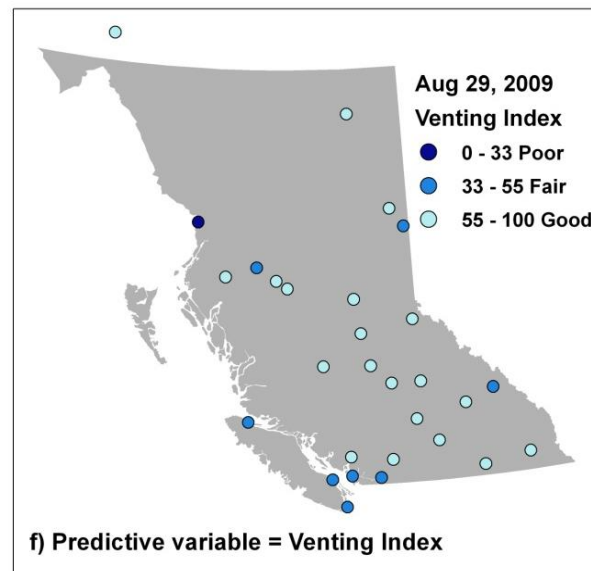 Aug 29, 2009
Venting Index
0 - 33 Poor
33 - 55 Fair
55 - 100 Good
f) Predictive variable = Venting Index